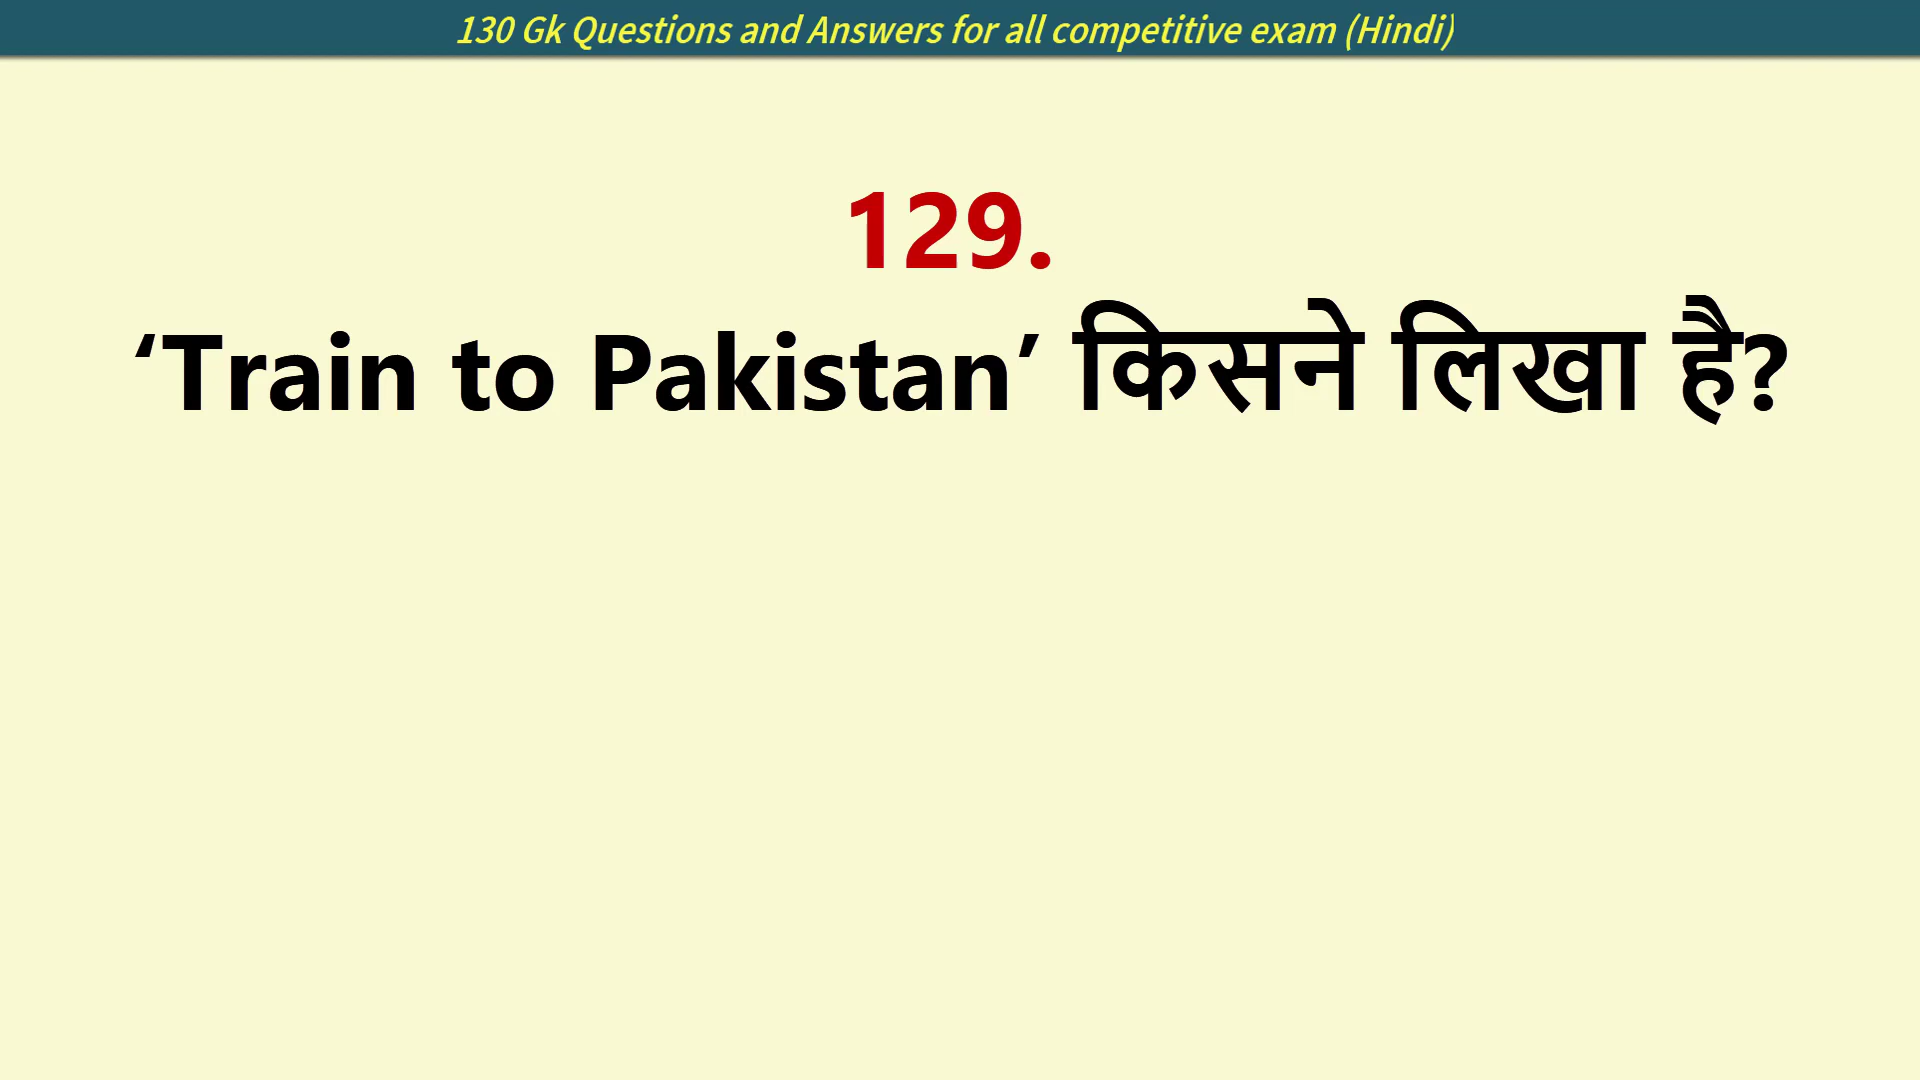 130 Gk Questions and Answers for all competitive exam (Hindi)
129.
‘Train to Pakistan’ किसने लिखा है?